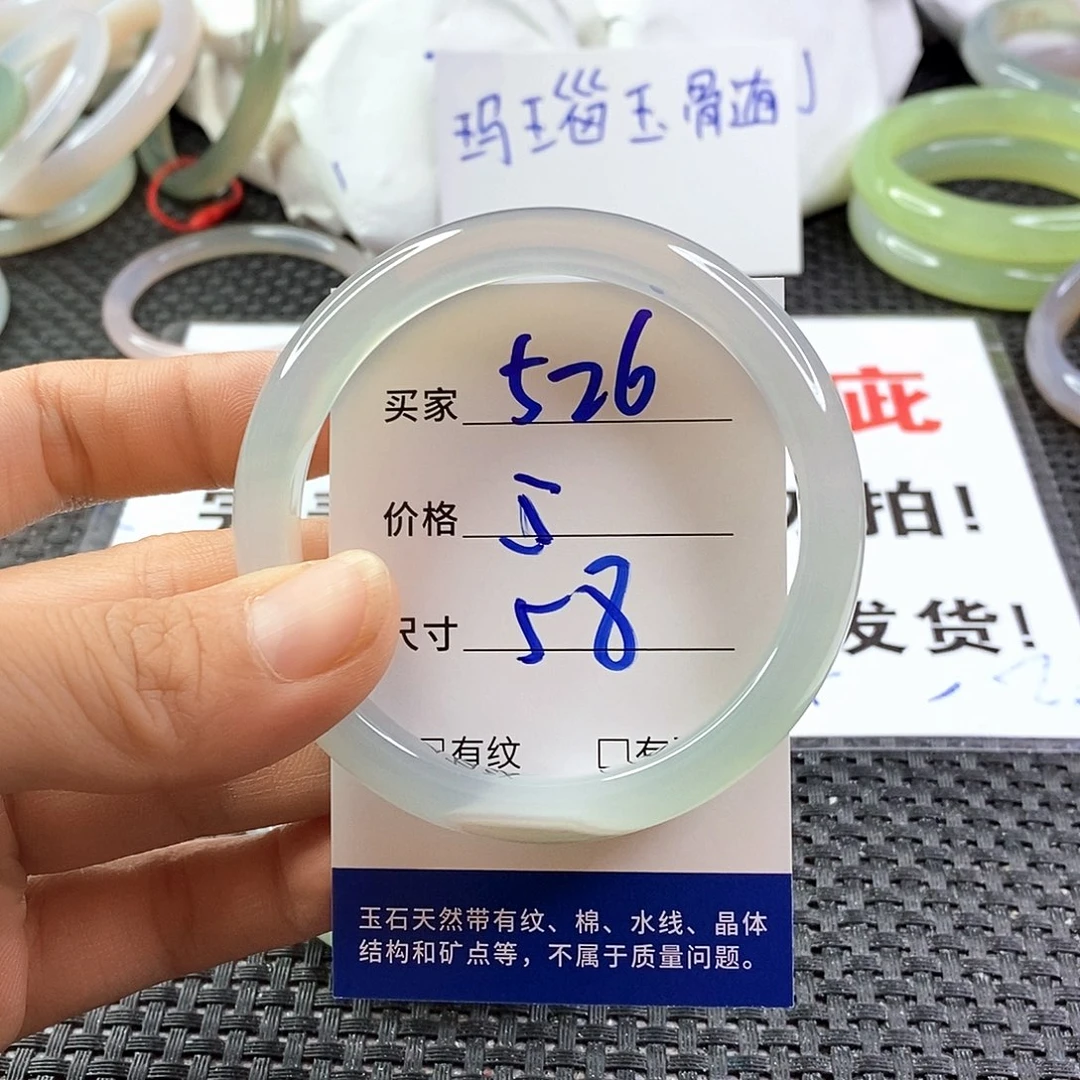 玛瑙玉骨髓
买家 526
疵
价格
拍!
尺寸 58
发货!
有纹 有
玉石天然带有纹、棉、水线、晶体
结构和矿点等，不属于质量问题。